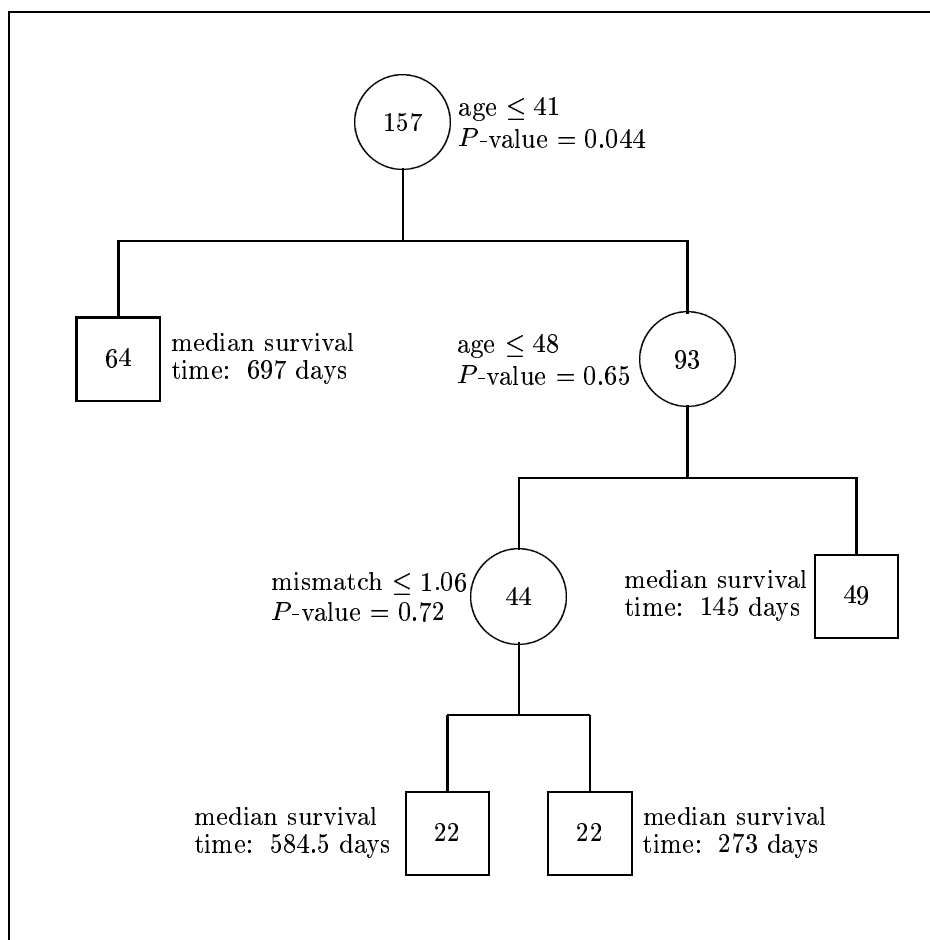 157
age ≤ 41
P-value = 0.044
64
median survival
time: 697 days
age ≤ 48
P-value = 0.65
93
mismatch ≤ 1.06
P-value = 0.72
44
median survival
time: 145 days
49
median survival
time: 584.5 days
22
22
median survival
time: 273 days